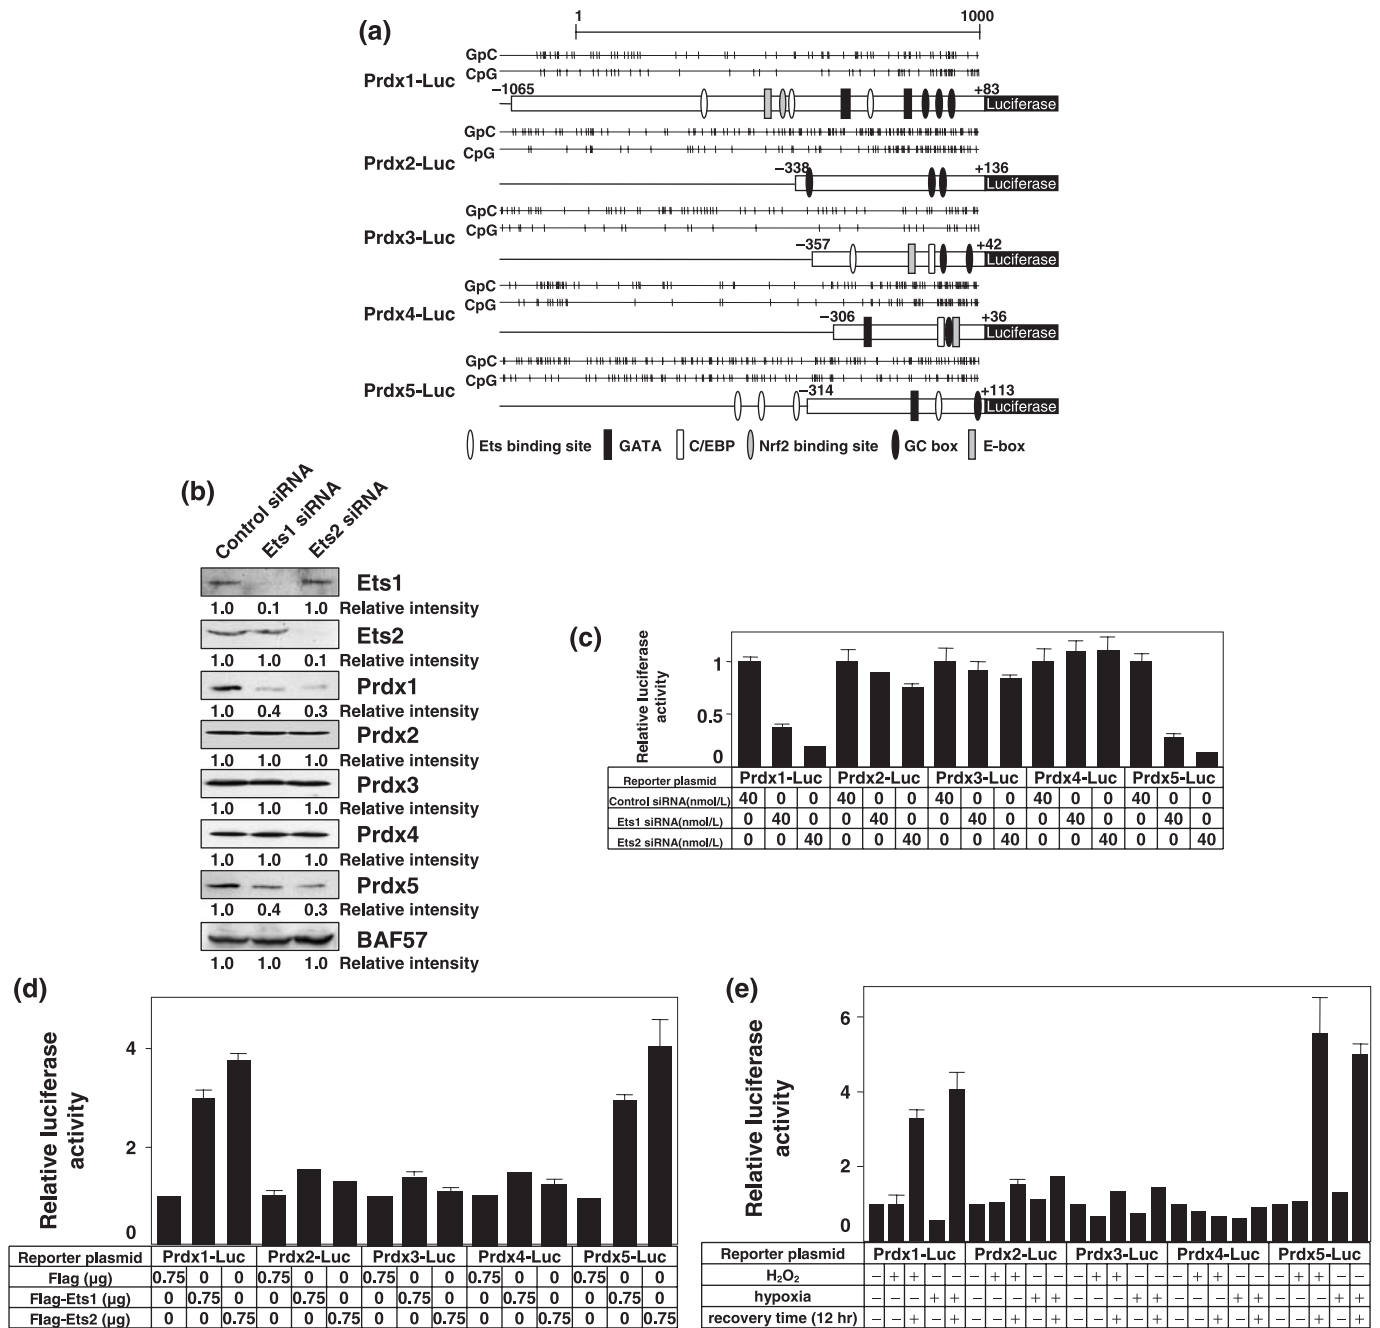 (a)
1 1000
GpC
Prdx1-Luc CpG
−1065 +83
Luciferase
GpC
Prdx2-Luc CpG
−338 +136
Luciferase
GpC
Prdx3-Luc CpG
−357 +42
Luciferase
GpC
Prdx4-Luc CpG
−306 +36
Luciferase
GpC
Prdx5-Luc CpG
−314 +113
Luciferase
Ets binding site GATA C/EBP Nrf2 binding site GC box E-box
(b)
Control siRNA
Ets1 siRNA
Ets2 siRNA
Ets1
1.0 0.1 1.0 Relative intensity
Ets2
1.0 1.0 0.1 Relative intensity
Prdx1
1.0 0.4 0.3 Relative intensity
Prdx2
1.0 1.0 1.0 Relative intensity
Prdx3
1.0 1.0 1.0 Relative intensity
Prdx4
1.0 1.0 1.0 Relative intensity
Prdx5
1.0 0.4 0.3 Relative intensity
BAF57
1.0 1.0 1.0 Relative intensity
(c)
Relative luciferase
activity
1
0.5
0
Reporter plasmid Prdx1-Luc Prdx2-Luc Prdx3-Luc Prdx4-Luc Prdx5-Luc
Control siRNA(nmol/L) 40 0 0 40 0 0 40 0 0 40 0 0 40 0 0
Ets1 siRNA(nmol/L) 0 40 0 0 40 0 0 40 0 0 40 0 0 40 0
Ets2 siRNA(nmol/L) 0 0 40 0 0 40 0 0 40 0 0 40 0 0 40
(d)
Relative luciferase
activity
4
2
0
Reporter plasmid Prdx1-Luc Prdx2-Luc Prdx3-Luc Prdx4-Luc Prdx5-Luc
Flag (µg) 0.75 0 0 0.75 0 0 0.75 0 0 0.75 0 0 0.75 0 0
Flag-Ets1 (µg) 0 0.75 0 0 0.75 0 0 0.75 0 0 0.75 0 0 0.75 0
Flag-Ets2 (µg) 0 0 0.75 0 0 0.75 0 0 0.75 0 0 0.75 0 0 0.75
(e)
Relative luciferase
activity
6
4
2
0
Reporter plasmid Prdx1-Luc Prdx2-Luc Prdx3-Luc Prdx4-Luc Prdx5-Luc
H₂O₂ − + + − − − + + − − − + + − − − + + − − − + + − −
hypoxia − − − + + − − − + + − − − + + − − − + + − − − + +
recovery time (12 hr) − − + − + − − + − + − − + − + − − + − + − − + − +